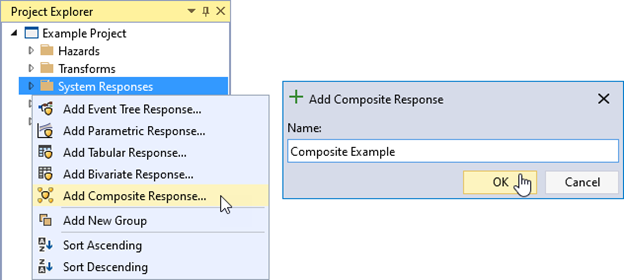 Project Explorer
Example Project
Hazards
Transforms
System Responses
Add Event Tree Response...
Add Parametric Response...
Add Tabular Response...
Add Bivariate Response...
Add Composite Response...
Add New Group
Sort Ascending
Sort Descending
Add Composite Response
Name:
Composite Example
OK
Cancel